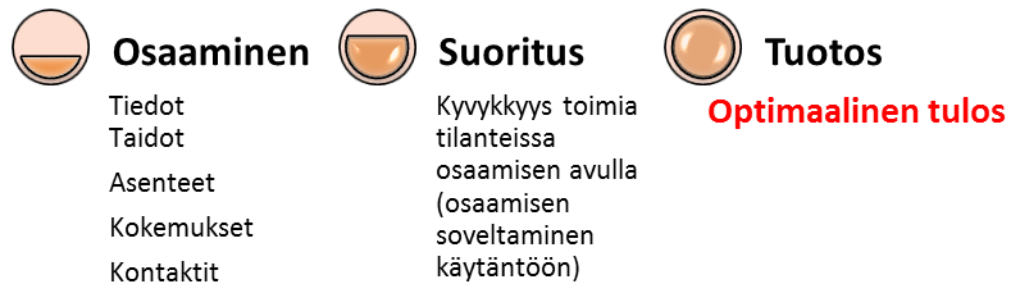 Osaaminen
Tiedot
Taidot
Asenteet
Kokemukset
Kontaktit
Suoritus
Kyvykkyys toimia
tilanteissa
osaamisen avulla
(osaamisen
soveltaminen
käytäntöön)
Tuotos
Optimaalinen tulos